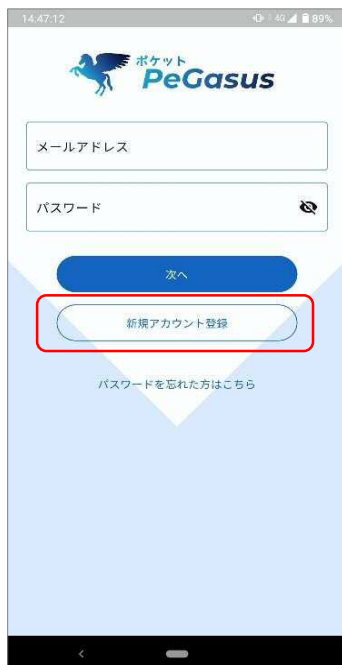 14:47:12
4G 89%
ポケット
PeGasus
メールアドレス
パスワード
次へ
新規アカウント登録
パスワードを忘れた方はこちら